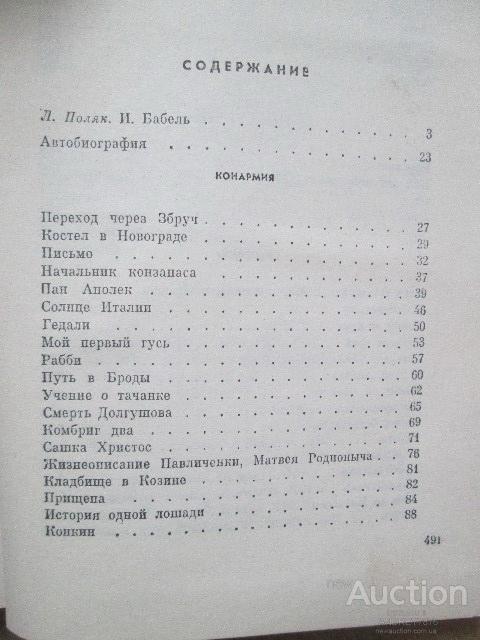 СОДЕРЖАНИЕ
Л. Поляк. И. Бабель . . . . . . . . . . 3
Автобиография . . . . . . . . . . . 23
КОНАРМИЯ
Переход через Збруч . . . . . . . . . . 27
Костел в Новограде . . . . . . . . . . 29
Письмо . . . . . . . . . . . . . . 32
Начальник конзапаса . . . . . . . . . . 37
Пан Аполек . . . . . . . . . . . . 39
Солнце Италии . . . . . . . . . . . 46
Гедали . . . . . . . . . . . . . . 50
Мой первый гусь . . . . . . . . . . . 53
Рабби . . . . . . . . . . . . . . 57
Путь в Броды . . . . . . . . . . . . 60
Учение о тачанке . . . . . . . . . . . 62
Смерть Долгушова . . . . . . . . . . 65
Комбриг два . . . . . . . . . . . . 69
Сашка Христос . . . . . . . . . . . 71
Жизнеописание Павличенки, Матвея Родионыча . . 76
Кладбище в Козине . . . . . . . . . . 81
Прищепа . . . . . . . . . . . . . 82
История одной лошади . . . . . . . . . 84
Конкин . . . . . . . . . . . . . . 88
491
Auction
newauction.com.ua